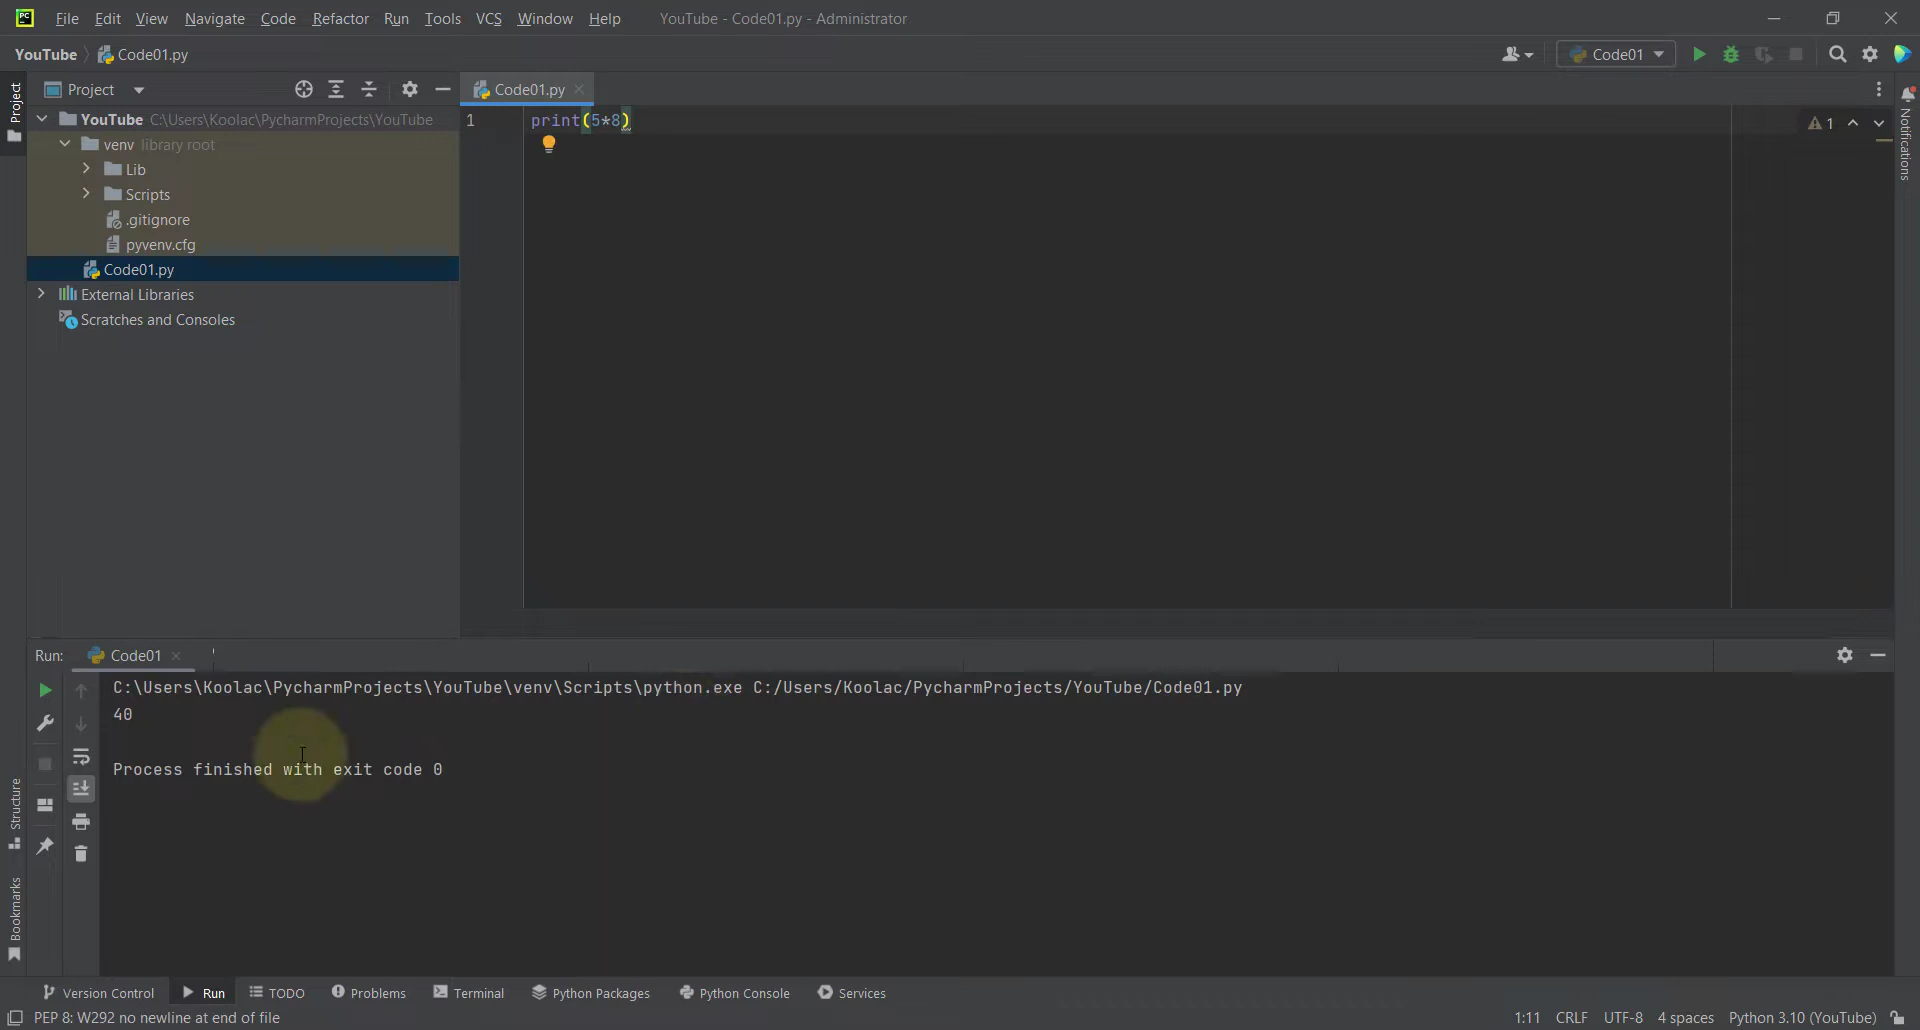 PC File Edit View Navigate Code Refactor Run Tools VCS Window Help YouTube - Code01.py - Administrator
YouTube Code01.py Code01
Project
Project
Code01.py
YouTube C:\Users\Koolac\PycharmProjects\YouTube
1 print(5*8)
1
venv library root
Lib
Scripts
.gitignore
pyvenv.cfg
Code01.py
External Libraries
Scratches and Consoles
Notifications
Run: Code01
C:\Users\Koolac\PycharmProjects\YouTube\venv\Scripts\python.exe C:/Users/Koolac/PycharmProjects/YouTube/Code01.py
40
Process finished with exit code 0
Structure
Bookmarks
Version Control Run TODO Problems Terminal Python Packages Python Console Services
PEP 8: W292 no newline at end of file 1:11 CRLF UTF-8 4 spaces Python 3.10 (YouTube)